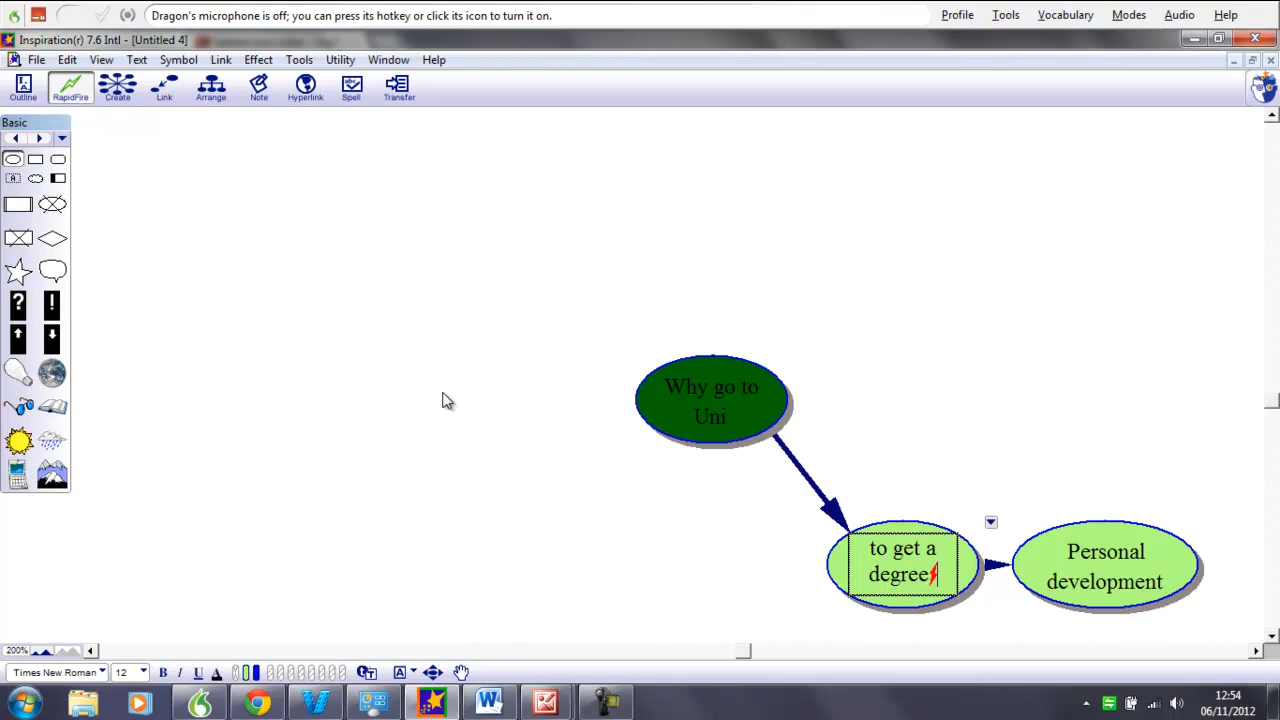 Dragon's microphone is off; you can press its hotkey or click its icon to turn it on.
Profile Tools Vocabulary Modes Audio Help
Inspiration(r) 7.6 Intl - [Untitled 4]
File Edit View Text Symbol Link Effect Tools Utility Window Help
Outline RapidFire Create Link Arrange Note Hyperlink Spell Transfer
Basic
Why go to
Uni
to get a
degree
Personal
development
200%
Times New Roman 12 B I U A A
12:54
06/11/2012